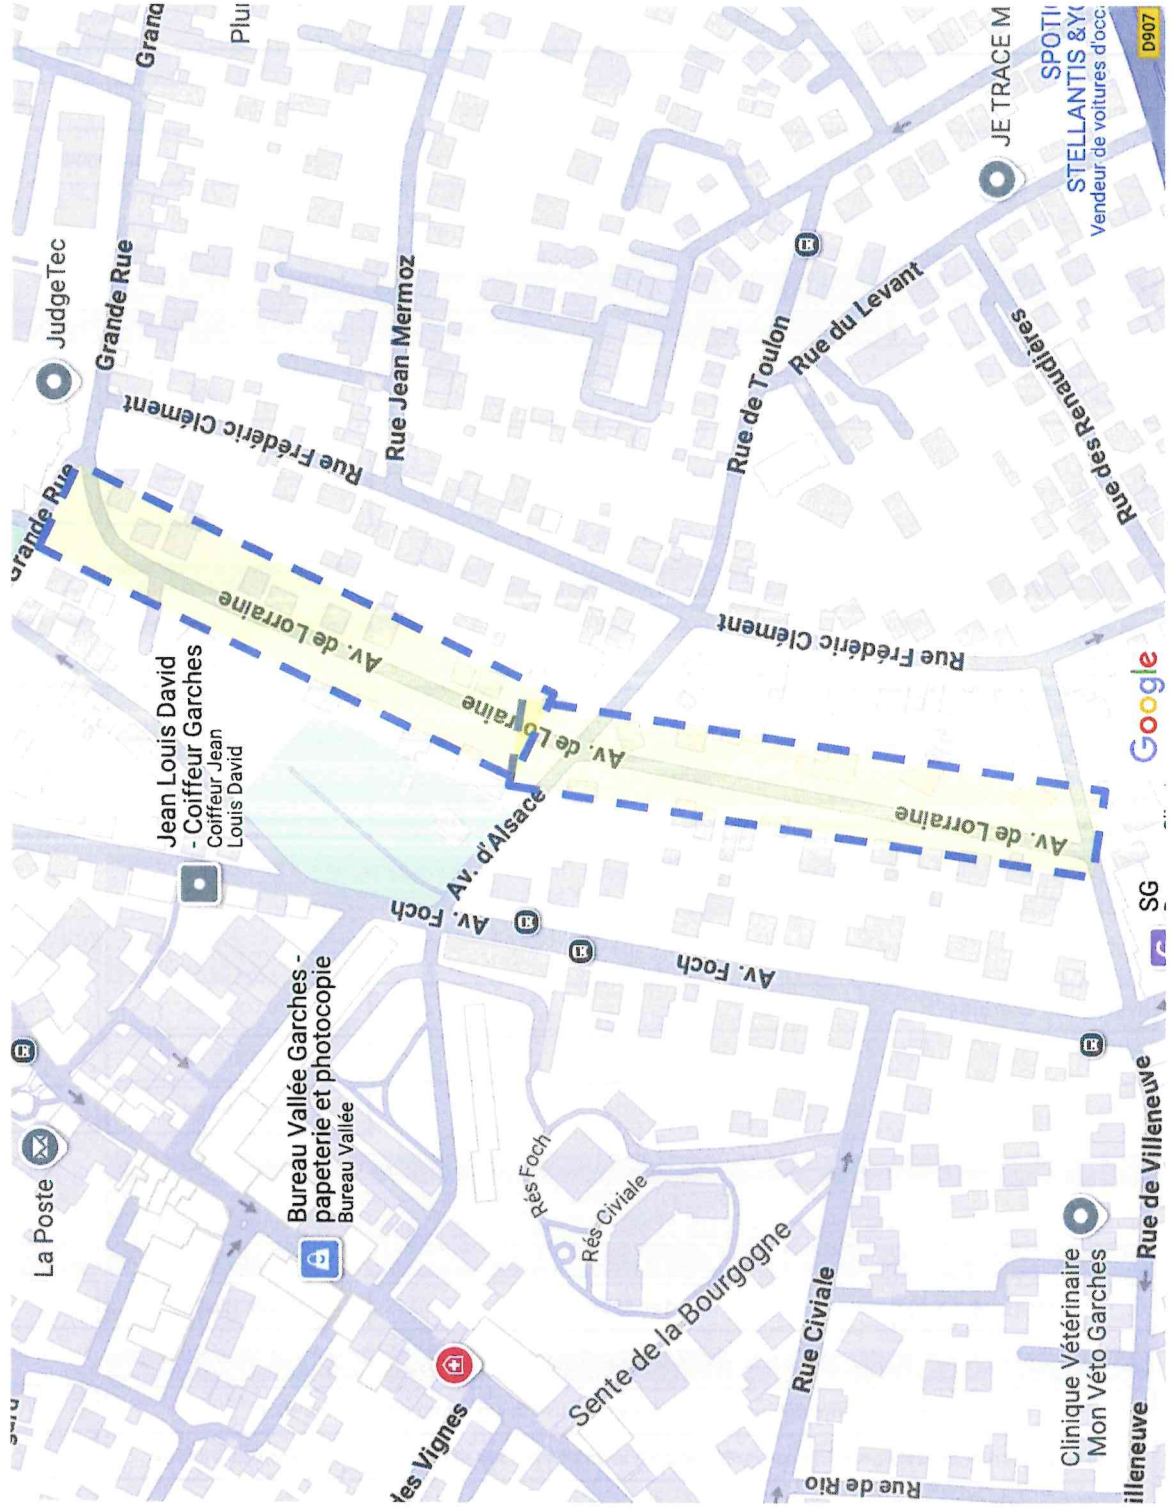 Grand
Plu
JudgeTec
Grande Rue
Grande Rue
Rue Frédéric Clément
Rue Jean Mermoz
JE TRACE M
SPOTI
STELLANTIS &YO
Vendeur de voitures d'occ
D907
Rue de Toulon
Rue du Levant
Rue des Renaudières
Rue Frédéric Clément
Av. de Lorraine
Av. de Lorraine
Av. de Lorraine
Av. de Lorraine
Jean Louis David
- Coiffeur Garches
Coiffeur Jean
Louis David
Av. d'Alsace
Av. Foch
Av. Foch
Google
SG
La Poste
Bureau Vallée Garches -
papeterie et photocopie
Bureau Vallée
Rés Foch
Rés Civiale
Sente de la Bourgogne
Rue Civiale
des Vignes
Clinique Vétérinaire
Mon Véto Garches
Rue de Villeneuve
illeneuve
Rue de Rio